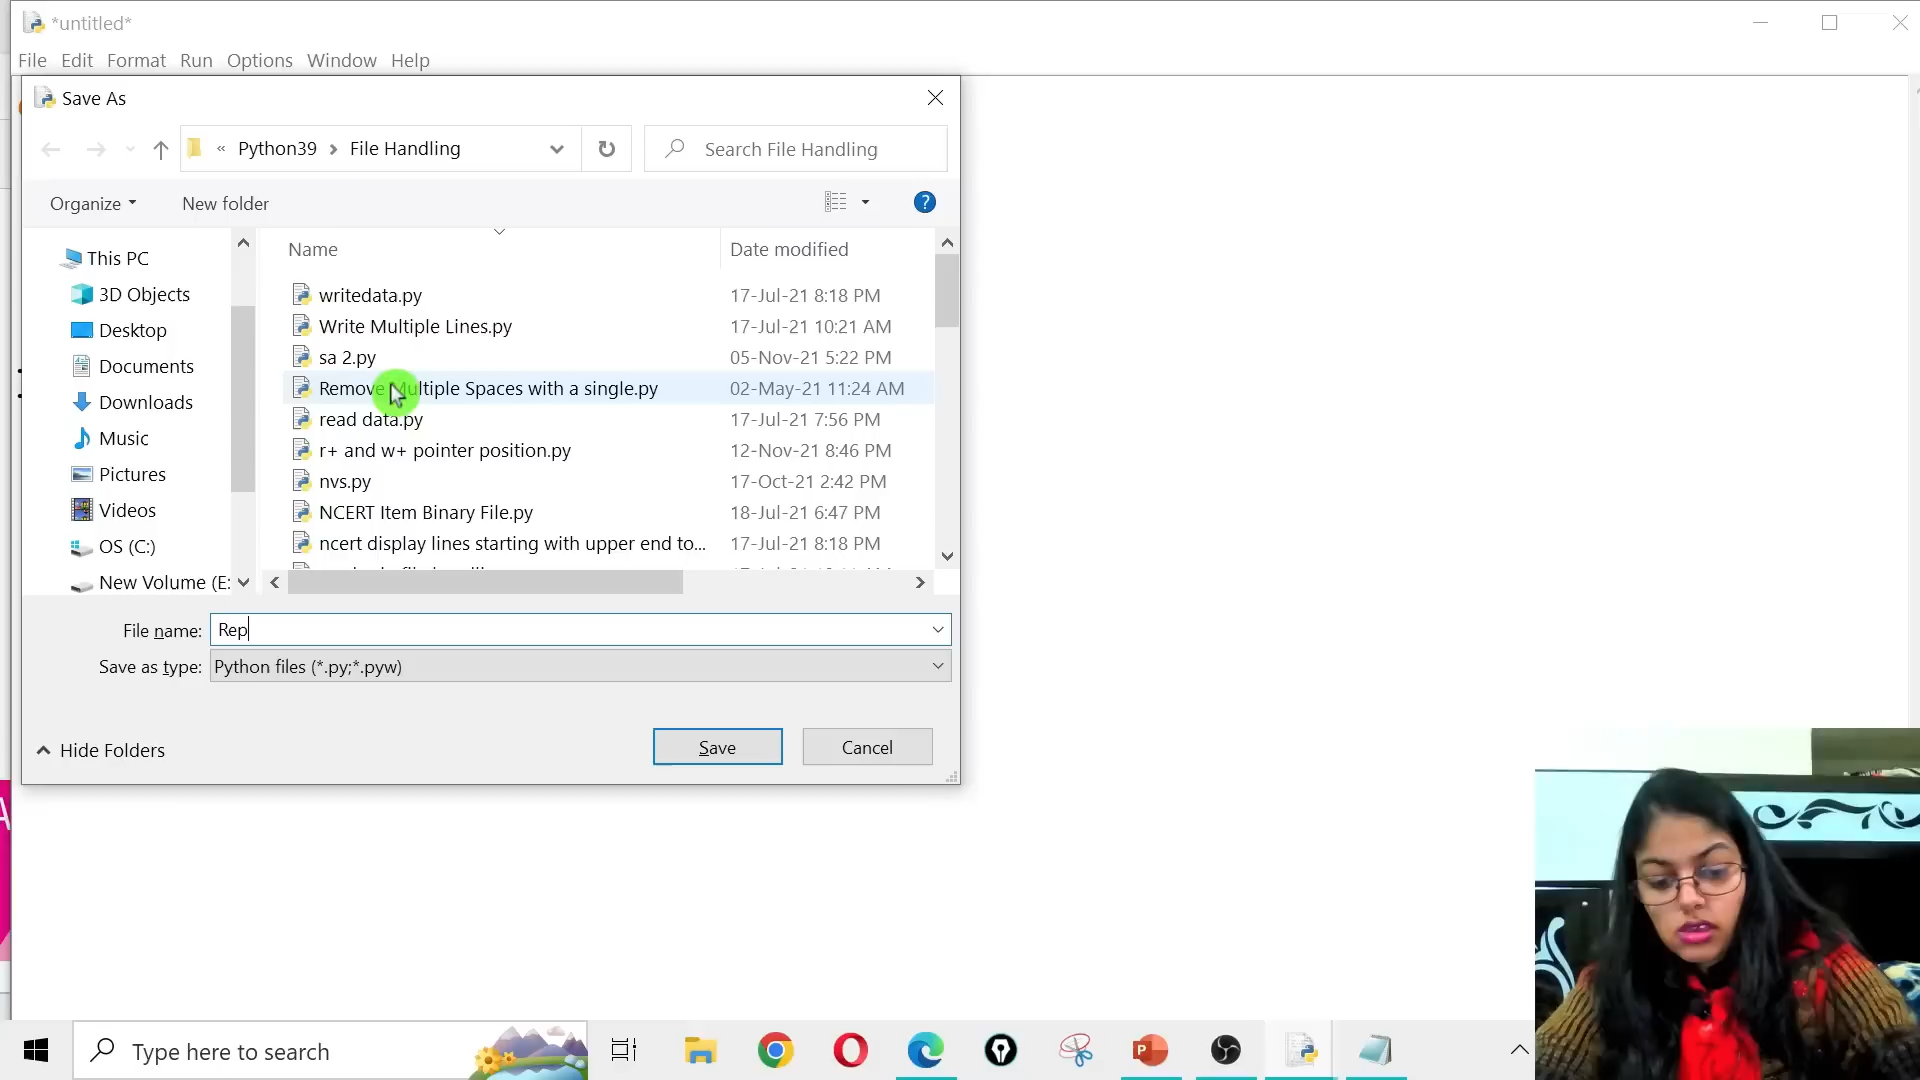 *untitled*
File Edit Format Run Options Window Help
Save As
« Python39 › File Handling
Search File Handling
Organize
New folder
?
Name
Date modified
This PC
3D Objects
Desktop
Documents
Downloads
Music
Pictures
Videos
OS (C:)
New Volume (E:
writedata.py 17-Jul-21 8:18 PM
Write Multiple Lines.py 17-Jul-21 10:21 AM
sa 2.py 05-Nov-21 5:22 PM
Remove Multiple Spaces with a single.py 02-May-21 11:24 AM
read data.py 17-Jul-21 7:56 PM
r+ and w+ pointer position.py 12-Nov-21 8:46 PM
nvs.py 17-Oct-21 2:42 PM
NCERT Item Binary File.py 18-Jul-21 6:47 PM
ncert display lines starting with upper end to... 17-Jul-21 8:18 PM
File name: Rep
Save as type: Python files (*.py;*.pyw)
Hide Folders
Save
Cancel
Type here to search